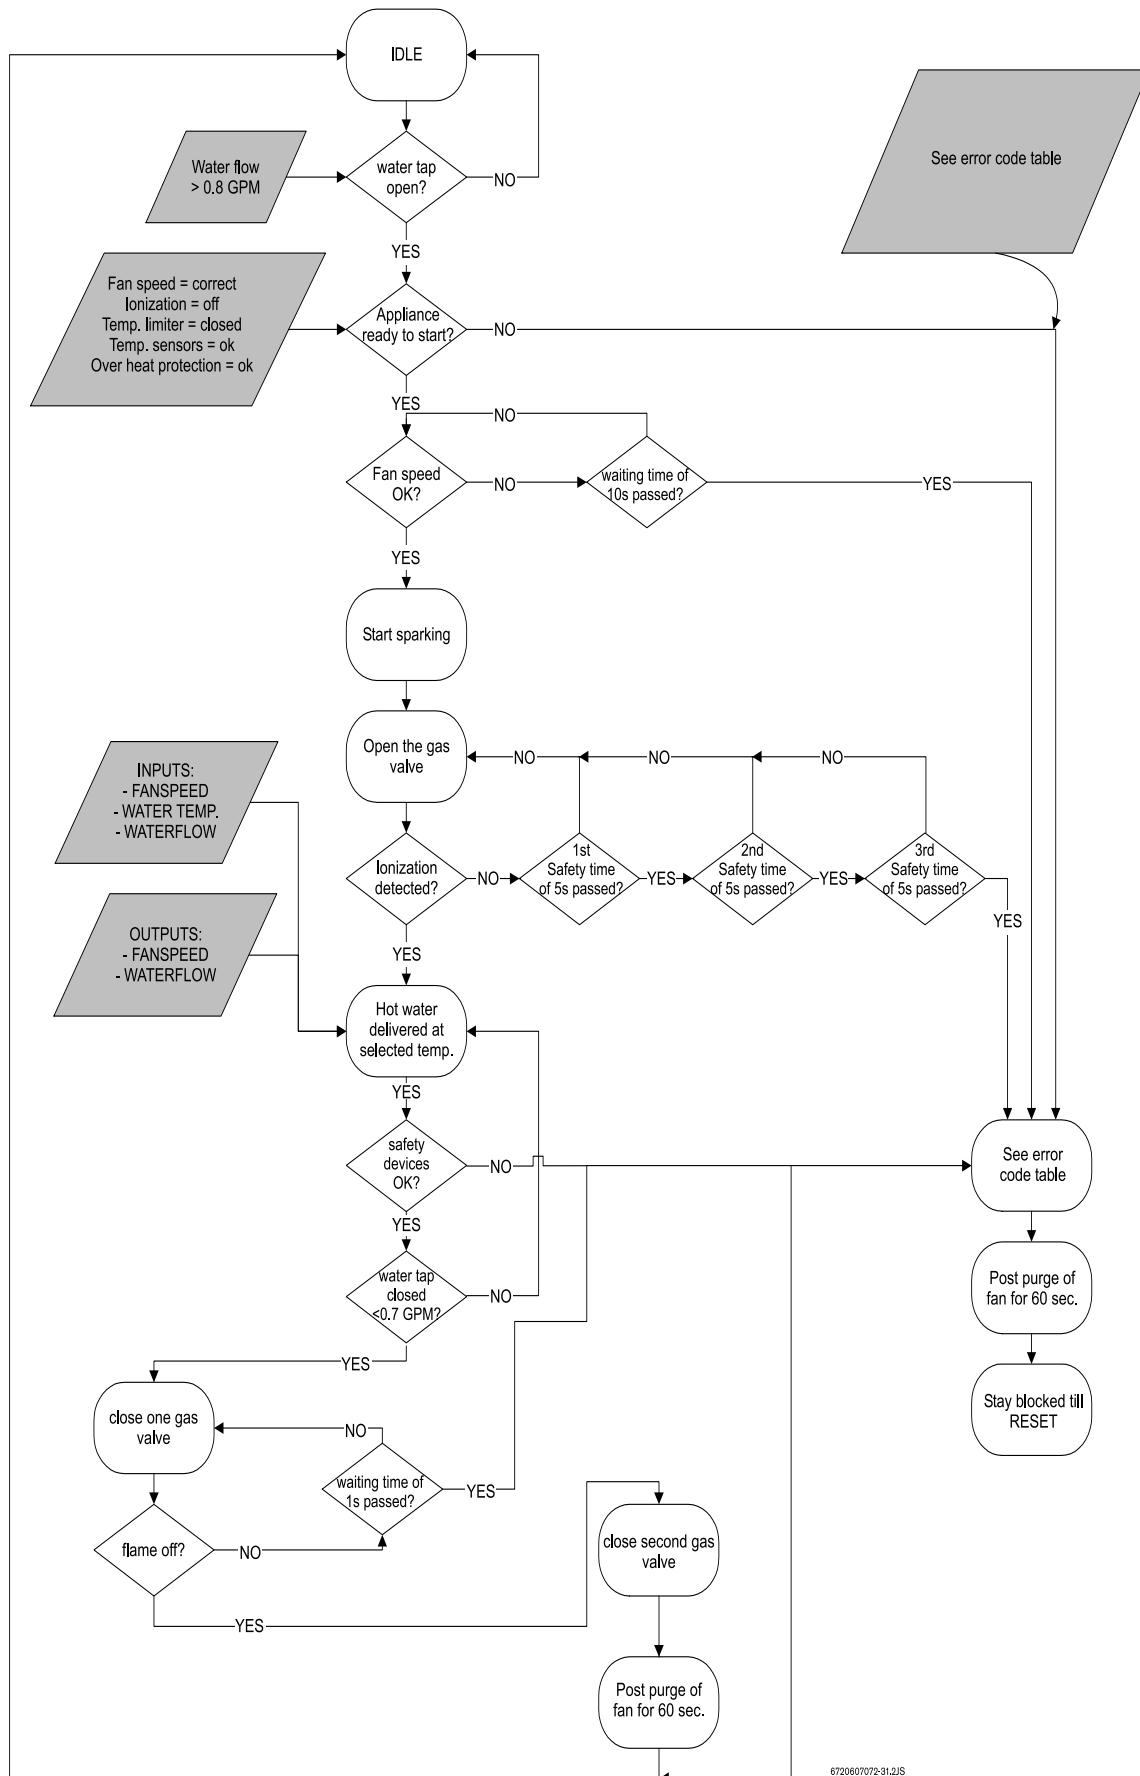 IDLE
Water flow
> 0.8 GPM
water tap
open?
NO
See error code table
YES
Fan speed = correct
Ionization = off
Temp. limiter = closed
Temp. sensors = ok
Over heat protection = ok
Appliance
ready to start?
NO
YES
NO
Fan speed
OK?
NO
waiting time of
10s passed?
YES
YES
Start sparking
Open the gas
valve
NO
NO
NO
INPUTS:
- FANSPEED
- WATER TEMP.
- WATERFLOW
Ionization
detected?
NO
1st
Safety time
of 5s passed?
YES
2nd
Safety time
of 5s passed?
YES
3rd
Safety time
of 5s passed?
YES
YES
OUTPUTS:
- FANSPEED
- WATERFLOW
Hot water
delivered at
selected temp.
YES
safety
devices
OK?
NO
See error
code table
YES
water tap
closed
<0.7 GPM?
NO
Post purge of
fan for 60 sec.
YES
close one gas
valve
NO
Stay blocked till
RESET
waiting time of
1s passed?
YES
flame off?
NO
close second gas
valve
YES
Post purge of
fan for 60 sec.
6720607072-31.2JS